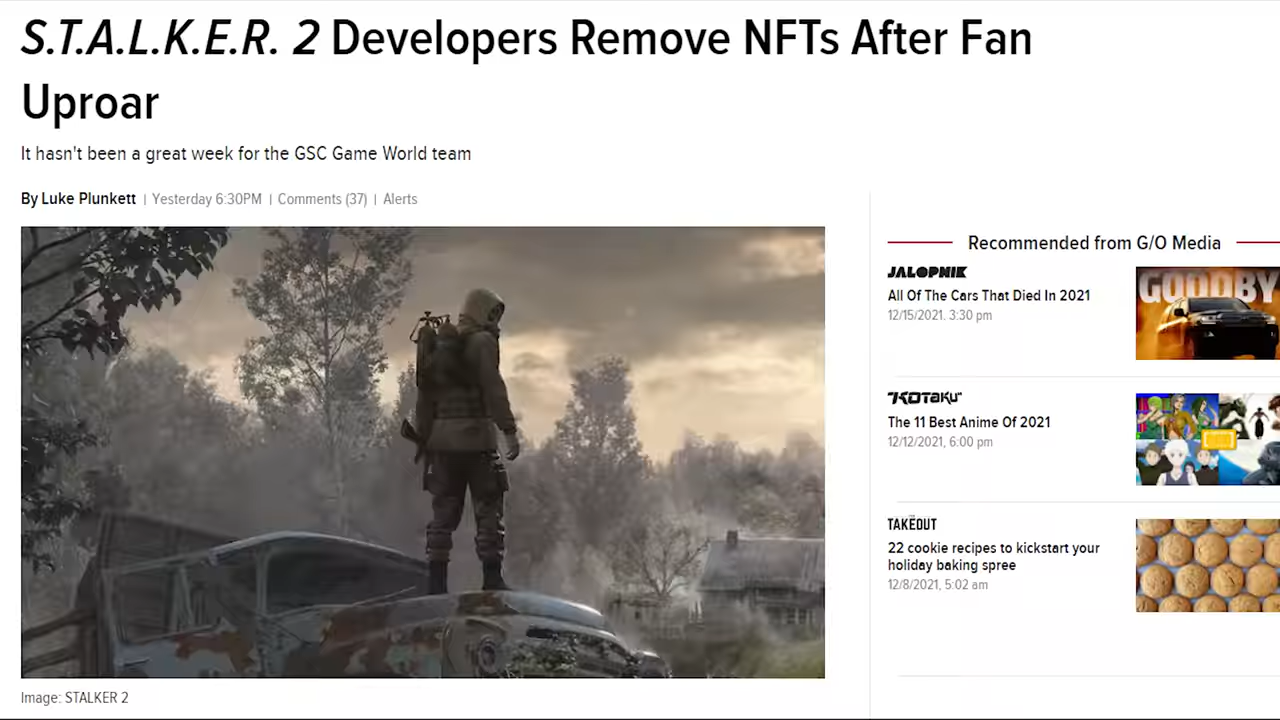 S.T.A.L.K.E.R. 2 Developers Remove NFTs After Fan
Uproar
It hasn't been a great week for the GSC Game World team
By Luke Plunkett | Yesterday 6:30PM | Comments (37) | Alerts
Image: STALKER 2
Recommended from G/O Media
JALOPNIK
All Of The Cars That Died In 2021
12/15/2021, 3:30 pm
GOODBY
KOTAKU
The 11 Best Anime Of 2021
12/12/2021, 6:00 pm
THE TAKEOUT
22 cookie recipes to kickstart your
holiday baking spree
12/8/2021, 5:02 am